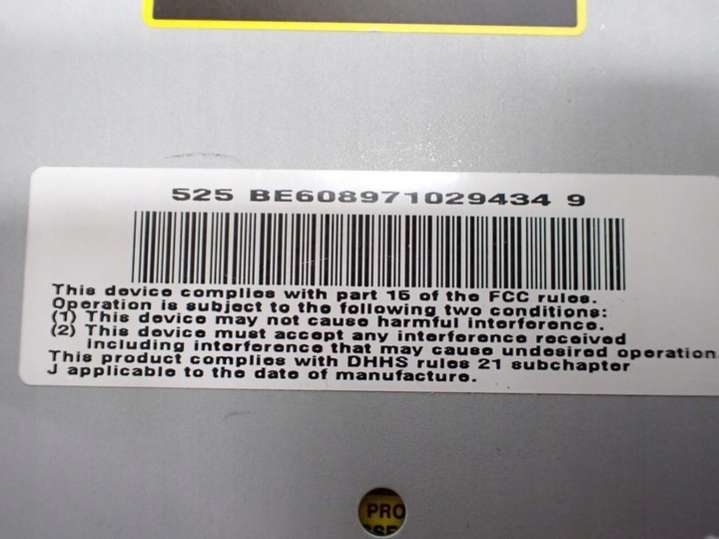 525 BE608971029434 9
This device complies with part 15 of the FCC rules.
Operation is subject to the following two conditions:
(1) This device may not cause harmful interference.
(2) This device must accept any interference received
including interference that may cause undesired operation
This product complies with DHHS rules 21 subchapter
J applicable to the date of manufacture.
PRO